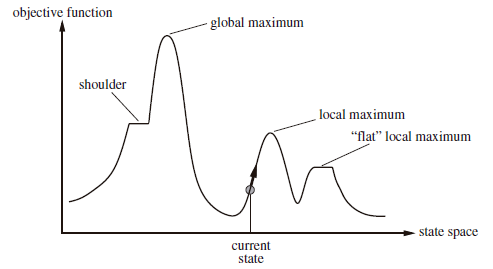 objective function
global maximum
shoulder
local maximum
“flat” local maximum
state space
current
state